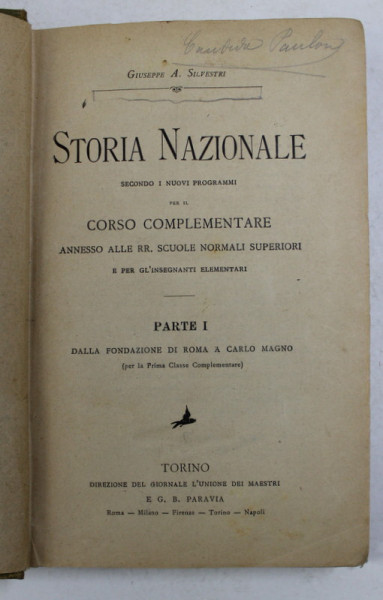 Giuseppe A. Silvestri
Storia Nazionale
SECONDO I NUOVI PROGRAMMI
PER IL
CORSO COMPLEMENTARE
ANNESSO ALLE RR. SCUOLE NORMALI SUPERIORI
E PER GL'INSEGNANTI ELEMENTARI
PARTE I
DALLA FONDAZIONE DI ROMA A CARLO MAGNO
(per la Prima Classe Complementare)
TORINO
DIREZIONE DEL GIORNALE L'UNIONE DEI MAESTRI
E G. B. PARAVIA
Roma — Milano — Firenze — Torino — Napoli